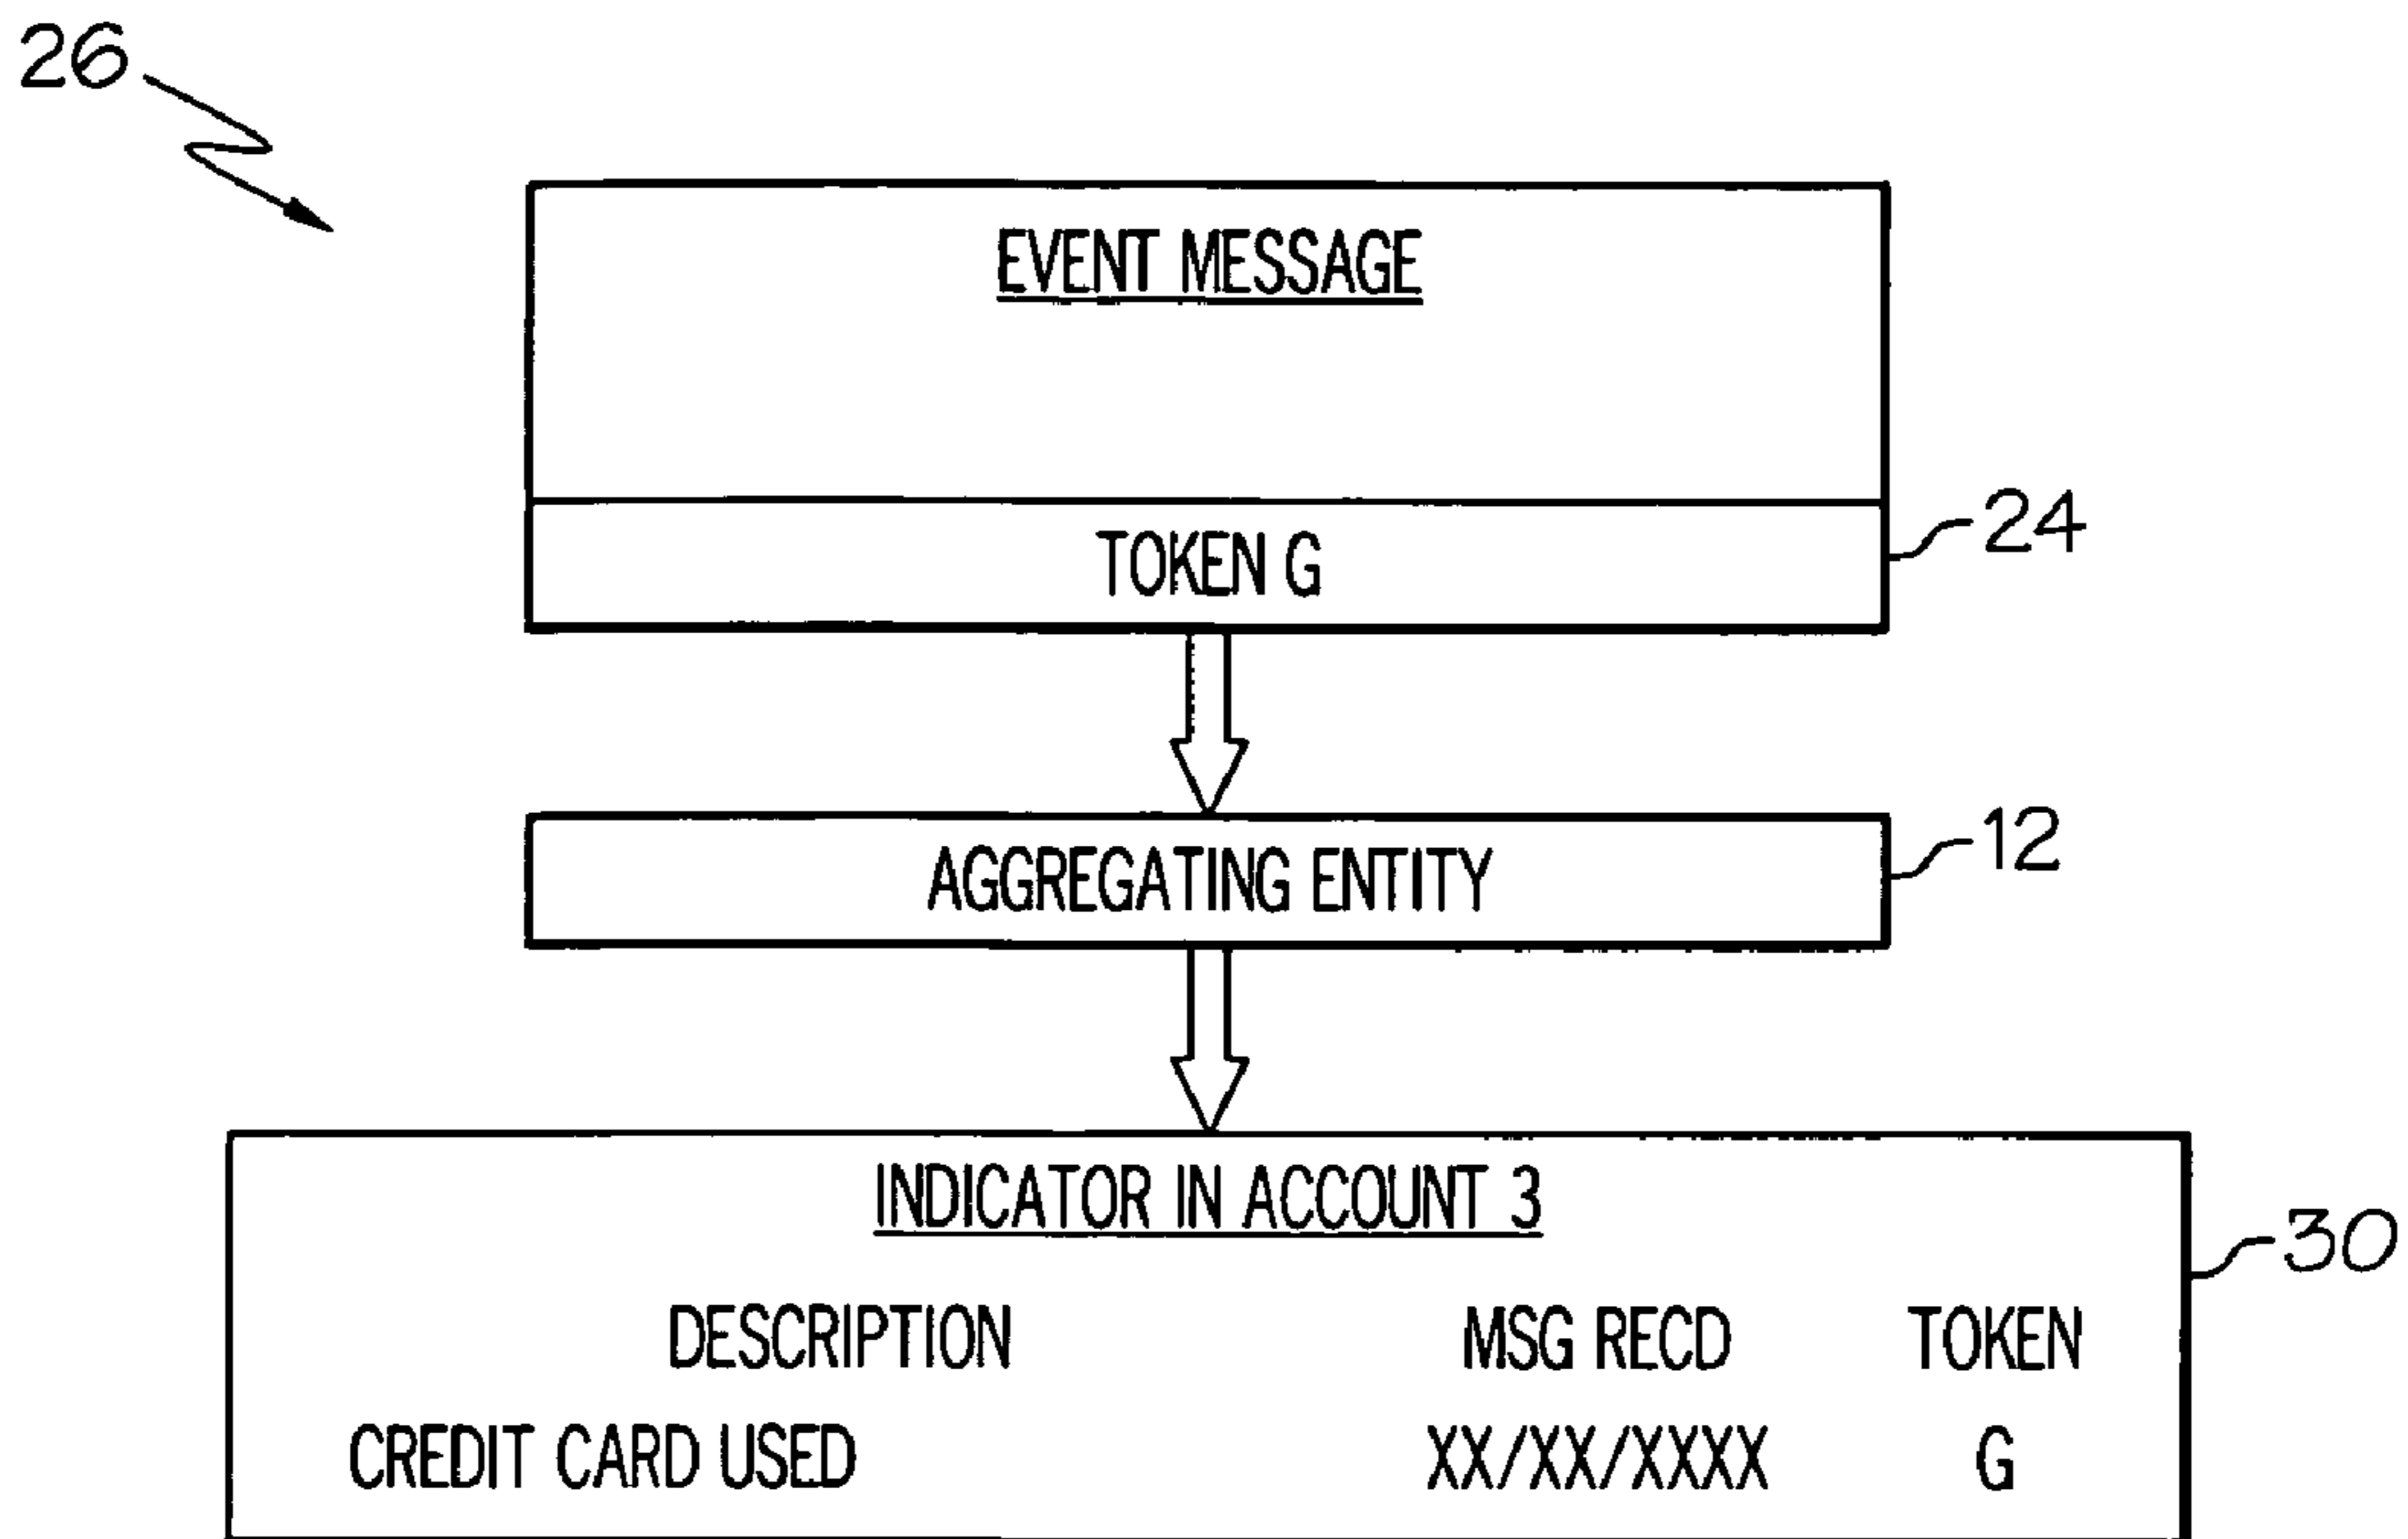 26
EVENT MESSAGE
TOKEN G
24
AGGREGATING ENTITY
12
INDICATOR IN ACCOUNT 3
30
DESCRIPTION MSG RECD TOKEN
CREDIT CARD USED XX/XX/XXXX G